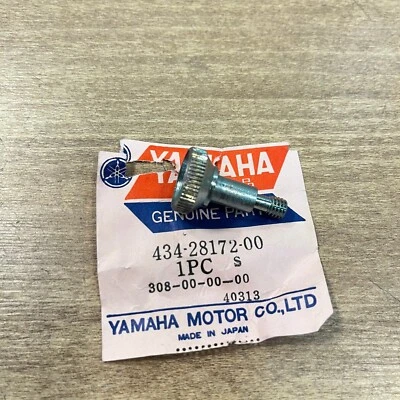 YAMAHA
品
GENUINE PARTS
434-28172-00
1PC S
308-00-00-00
40313
YAMAHA MOTOR CO.,LTD
MADE IN JAPAN